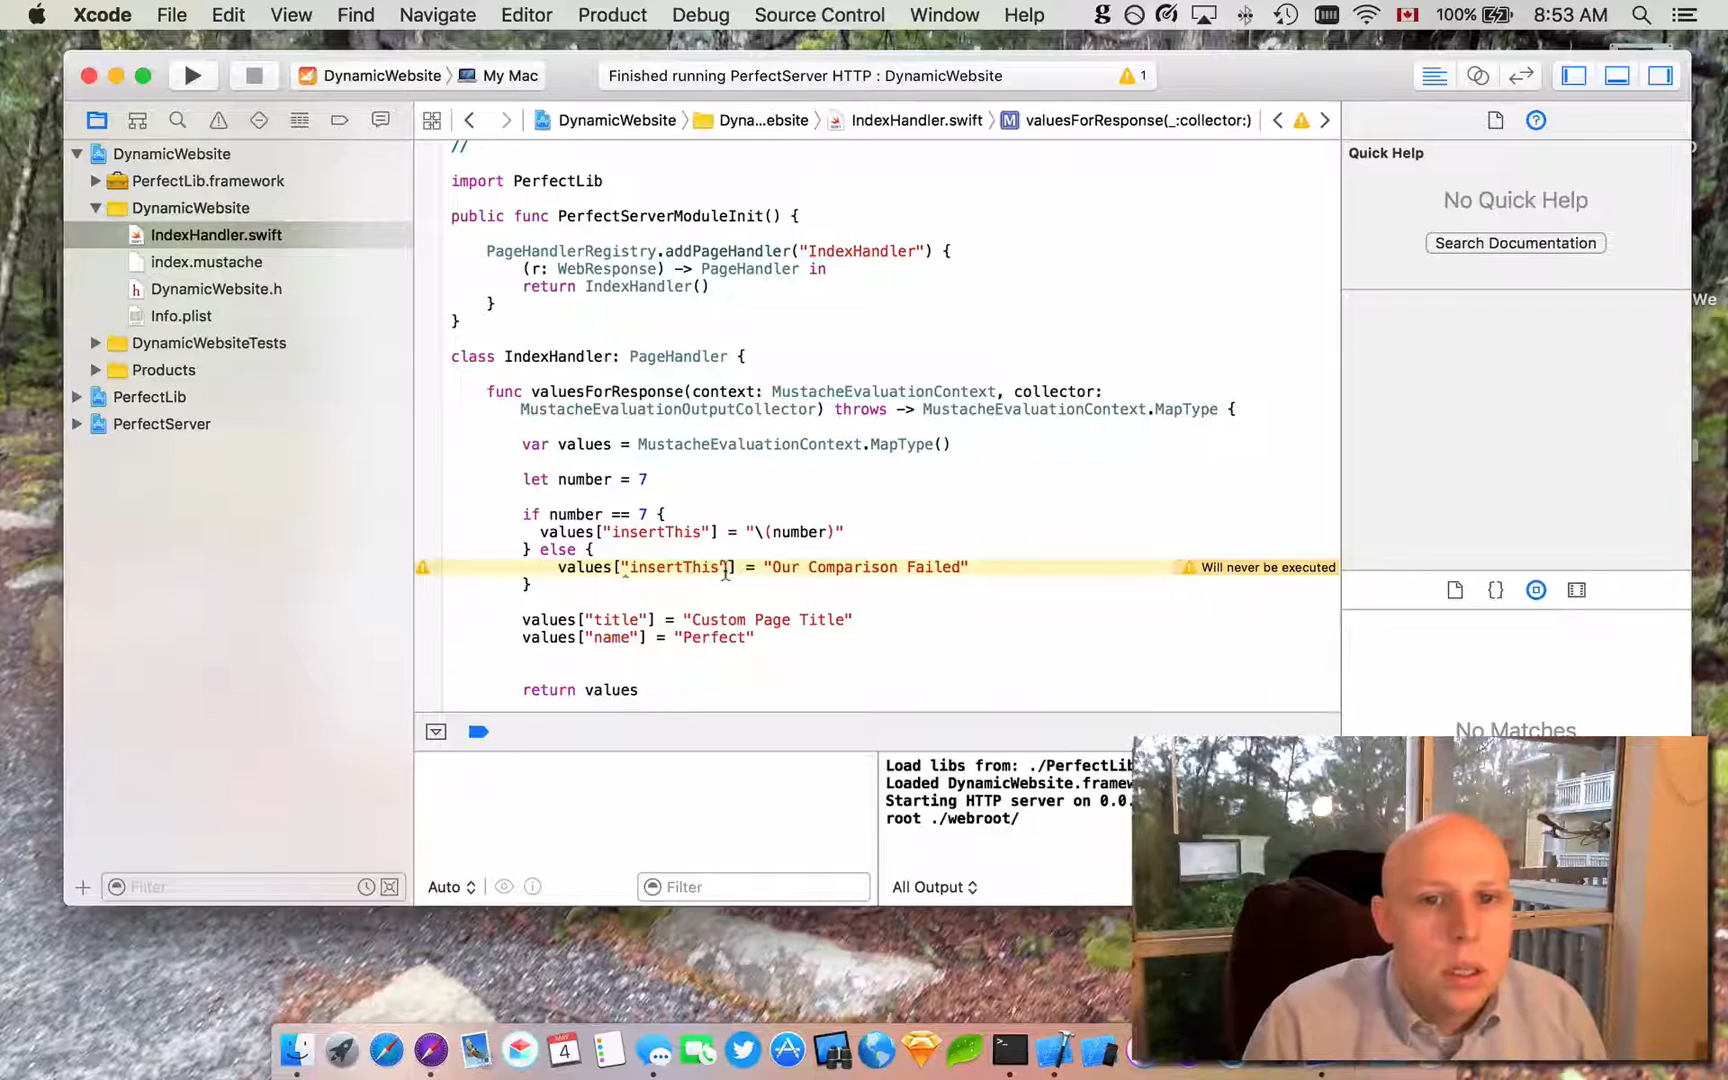 Xcode File Edit View Find Navigate Editor Product Debug Source Control Window Help 100% 8:53 AM
DynamicWebsite My Mac Finished running PerfectServer HTTP : DynamicWebsite 1
DynamicWebsite Dyna...ebsite IndexHandler.swift M valuesForResponse(_:collector:)
DynamicWebsite
PerfectLib.framework
DynamicWebsite
IndexHandler.swift
index.mustache
h DynamicWebsite.h
Info.plist
DynamicWebsiteTests
Products
PerfectLib
PerfectServer
//
import PerfectLib
public func PerfectServerModuleInit() {
PageHandlerRegistry.addPageHandler("IndexHandler") {
(r: WebResponse) -> PageHandler in
return IndexHandler()
}
}
class IndexHandler: PageHandler {
func valuesForResponse(context: MustacheEvaluationContext, collector:
MustacheEvaluationOutputCollector) throws -> MustacheEvaluationContext.MapType {
var values = MustacheEvaluationContext.MapType()
let number = 7
if number == 7 {
values["insertThis"] = "\(number)"
} else {
values["insertThis"] = "Our Comparison Failed" Will never be executed
}
values["title"] = "Custom Page Title"
values["name"] = "Perfect"
return values
Quick Help
No Quick Help
Search Documentation
We
{}
No Matches
Load libs from: ./PerfectLib
Loaded DynamicWebsite.framew
Starting HTTP server on 0.0.
root ./webroot/
Filter
Auto
Filter
All Output
MAY
4